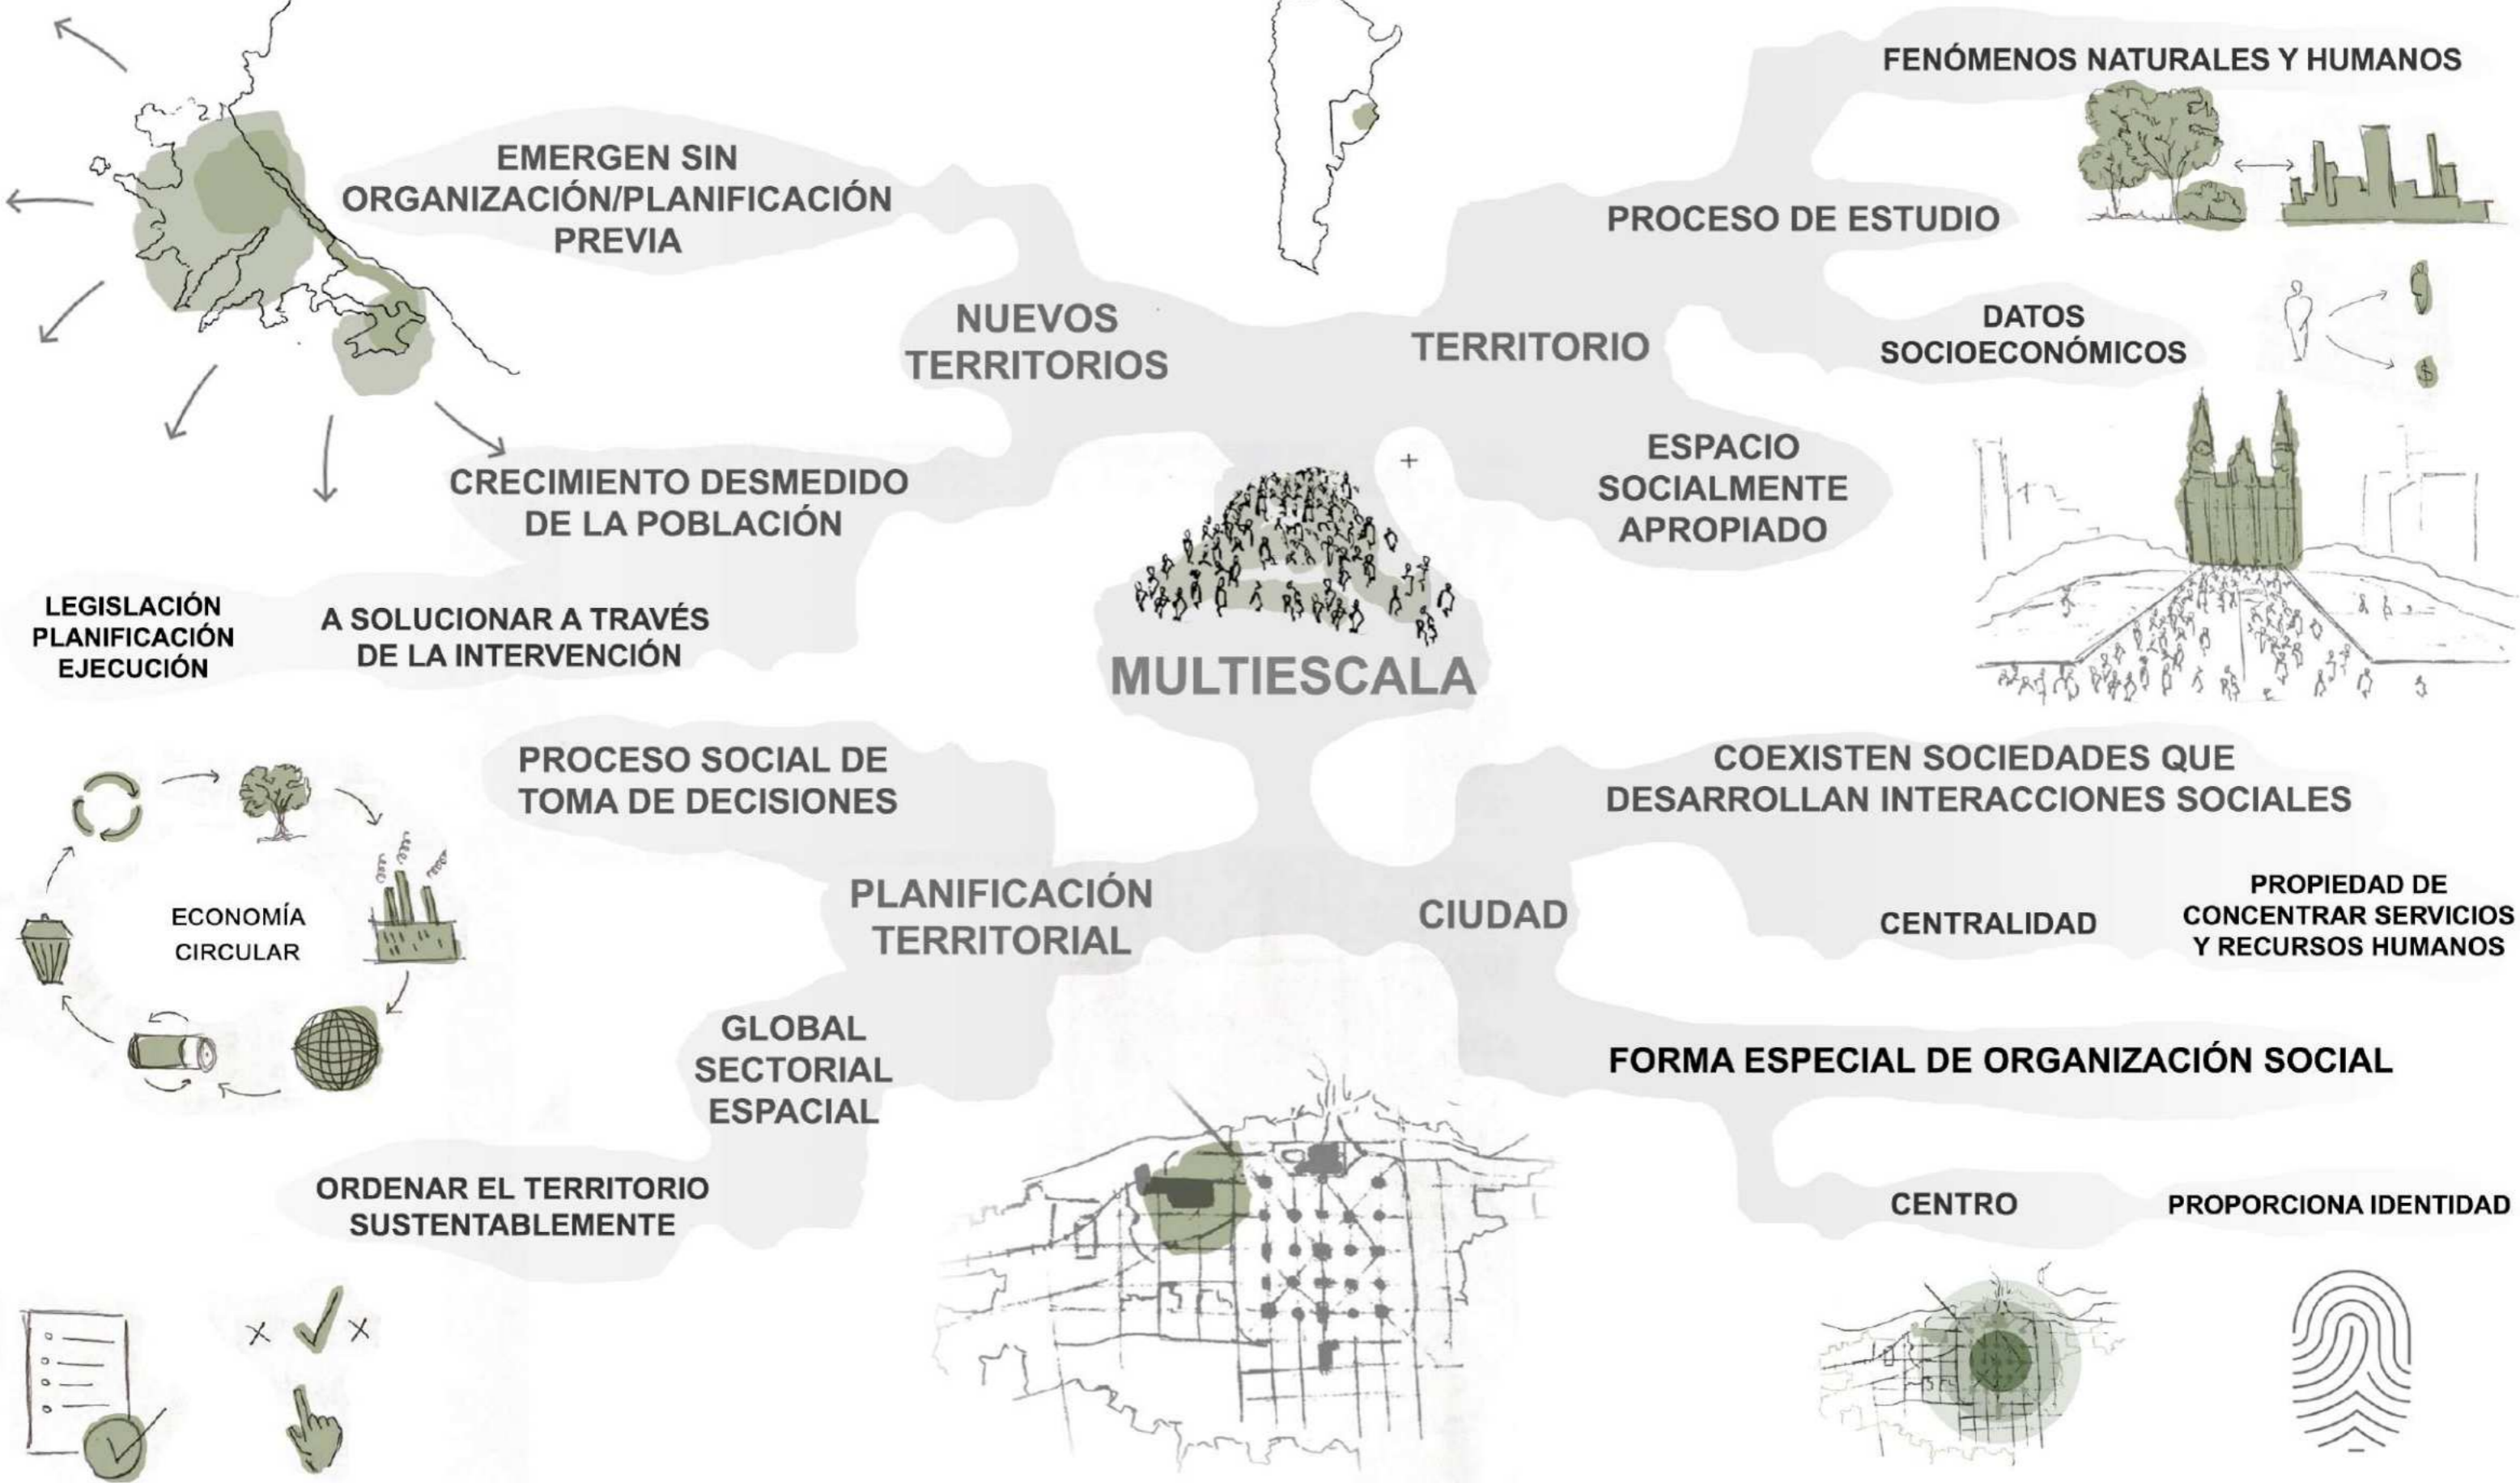 EMERGEN SIN
ORGANIZACIÓN/PLANIFICACIÓN
PREVIA
NUEVOS
TERRITORIOS
CRECIMIENTO DESMEDIDO
DE LA POBLACIÓN
A SOLUCIONAR A TRAVÉS
DE LA INTERVENCIÓN
LEGISLACIÓN
PLANIFICACIÓN
EJECUCIÓN
FENÓMENOS NATURALES Y HUMANOS
PROCESO DE ESTUDIO
DATOS
SOCIOECONÓMICOS
$
TERRITORIO
ESPACIO
SOCIALMENTE
APROPIADO
+
MULTIESCALA
PROCESO SOCIAL DE
TOMA DE DECISIONES
ECONOMÍA
CIRCULAR
PLANIFICACIÓN
TERRITORIAL
GLOBAL
SECTORIAL
ESPACIAL
ORDENAR EL TERRITORIO
SUSTENTABLEMENTE
COEXISTEN SOCIEDADES QUE
DESARROLLAN INTERACCIONES SOCIALES
CIUDAD
CENTRALIDAD
PROPIEDAD DE
CONCENTRAR SERVICIOS
Y RECURSOS HUMANOS
FORMA ESPECIAL DE ORGANIZACIÓN SOCIAL
CENTRO
PROPORCIONA IDENTIDAD